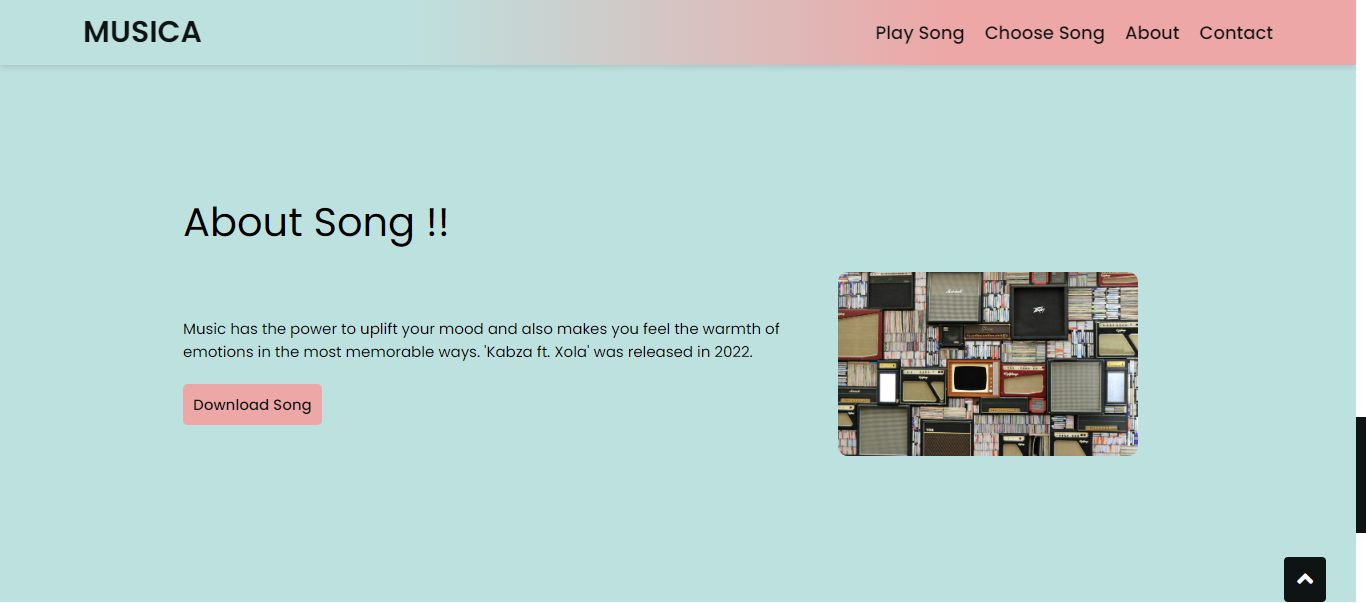 MUSICA
Play Song Choose Song About Contact
About Song !!
Music has the power to uplift your mood and also makes you feel the warmth of
emotions in the most memorable ways. 'Kabza ft. Xola' was released in 2022.
Download Song
Marshall
PEAVEY